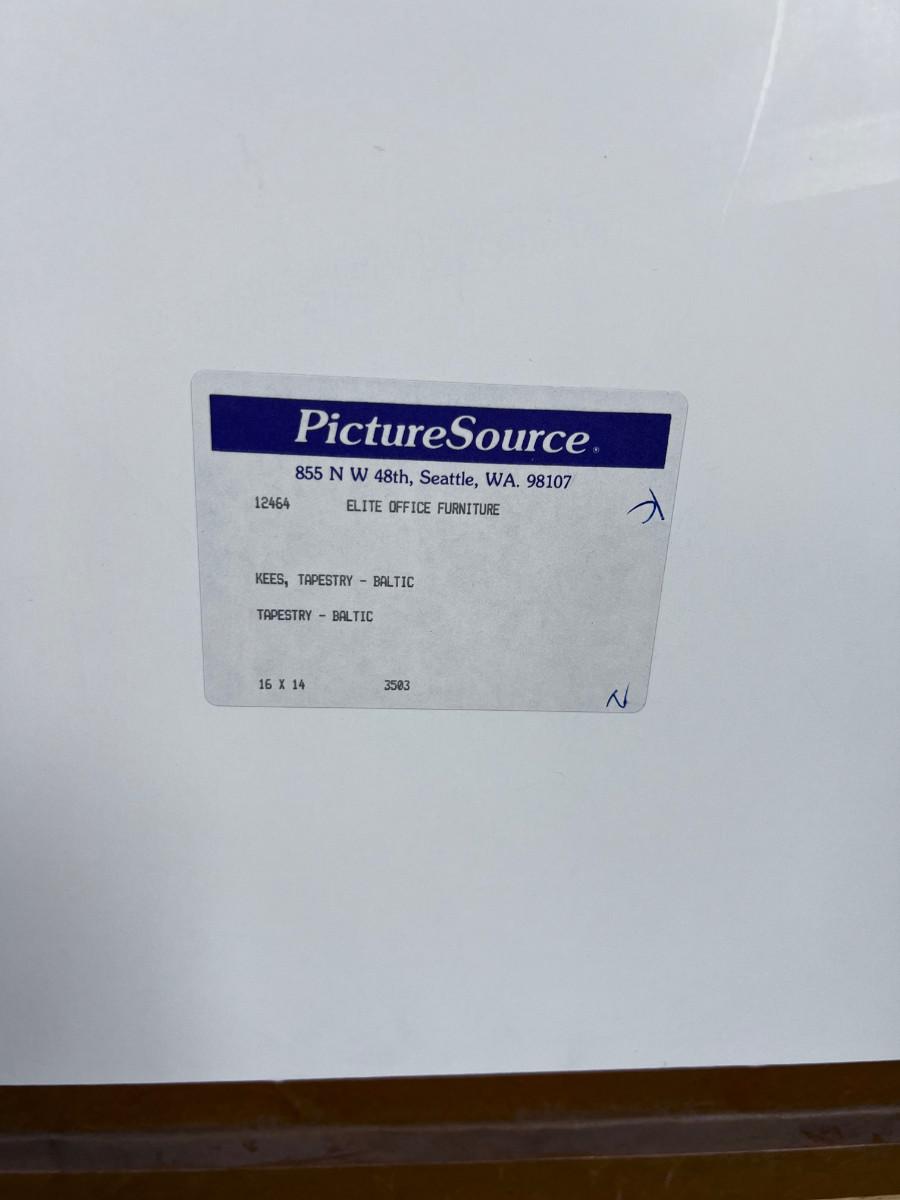 PictureSource®
855 N W 48th, Seattle, WA. 98107
12464 ELITE OFFICE FURNITURE
KEES, TAPESTRY - BALTIC
TAPESTRY - BALTIC
16 X 14 3503